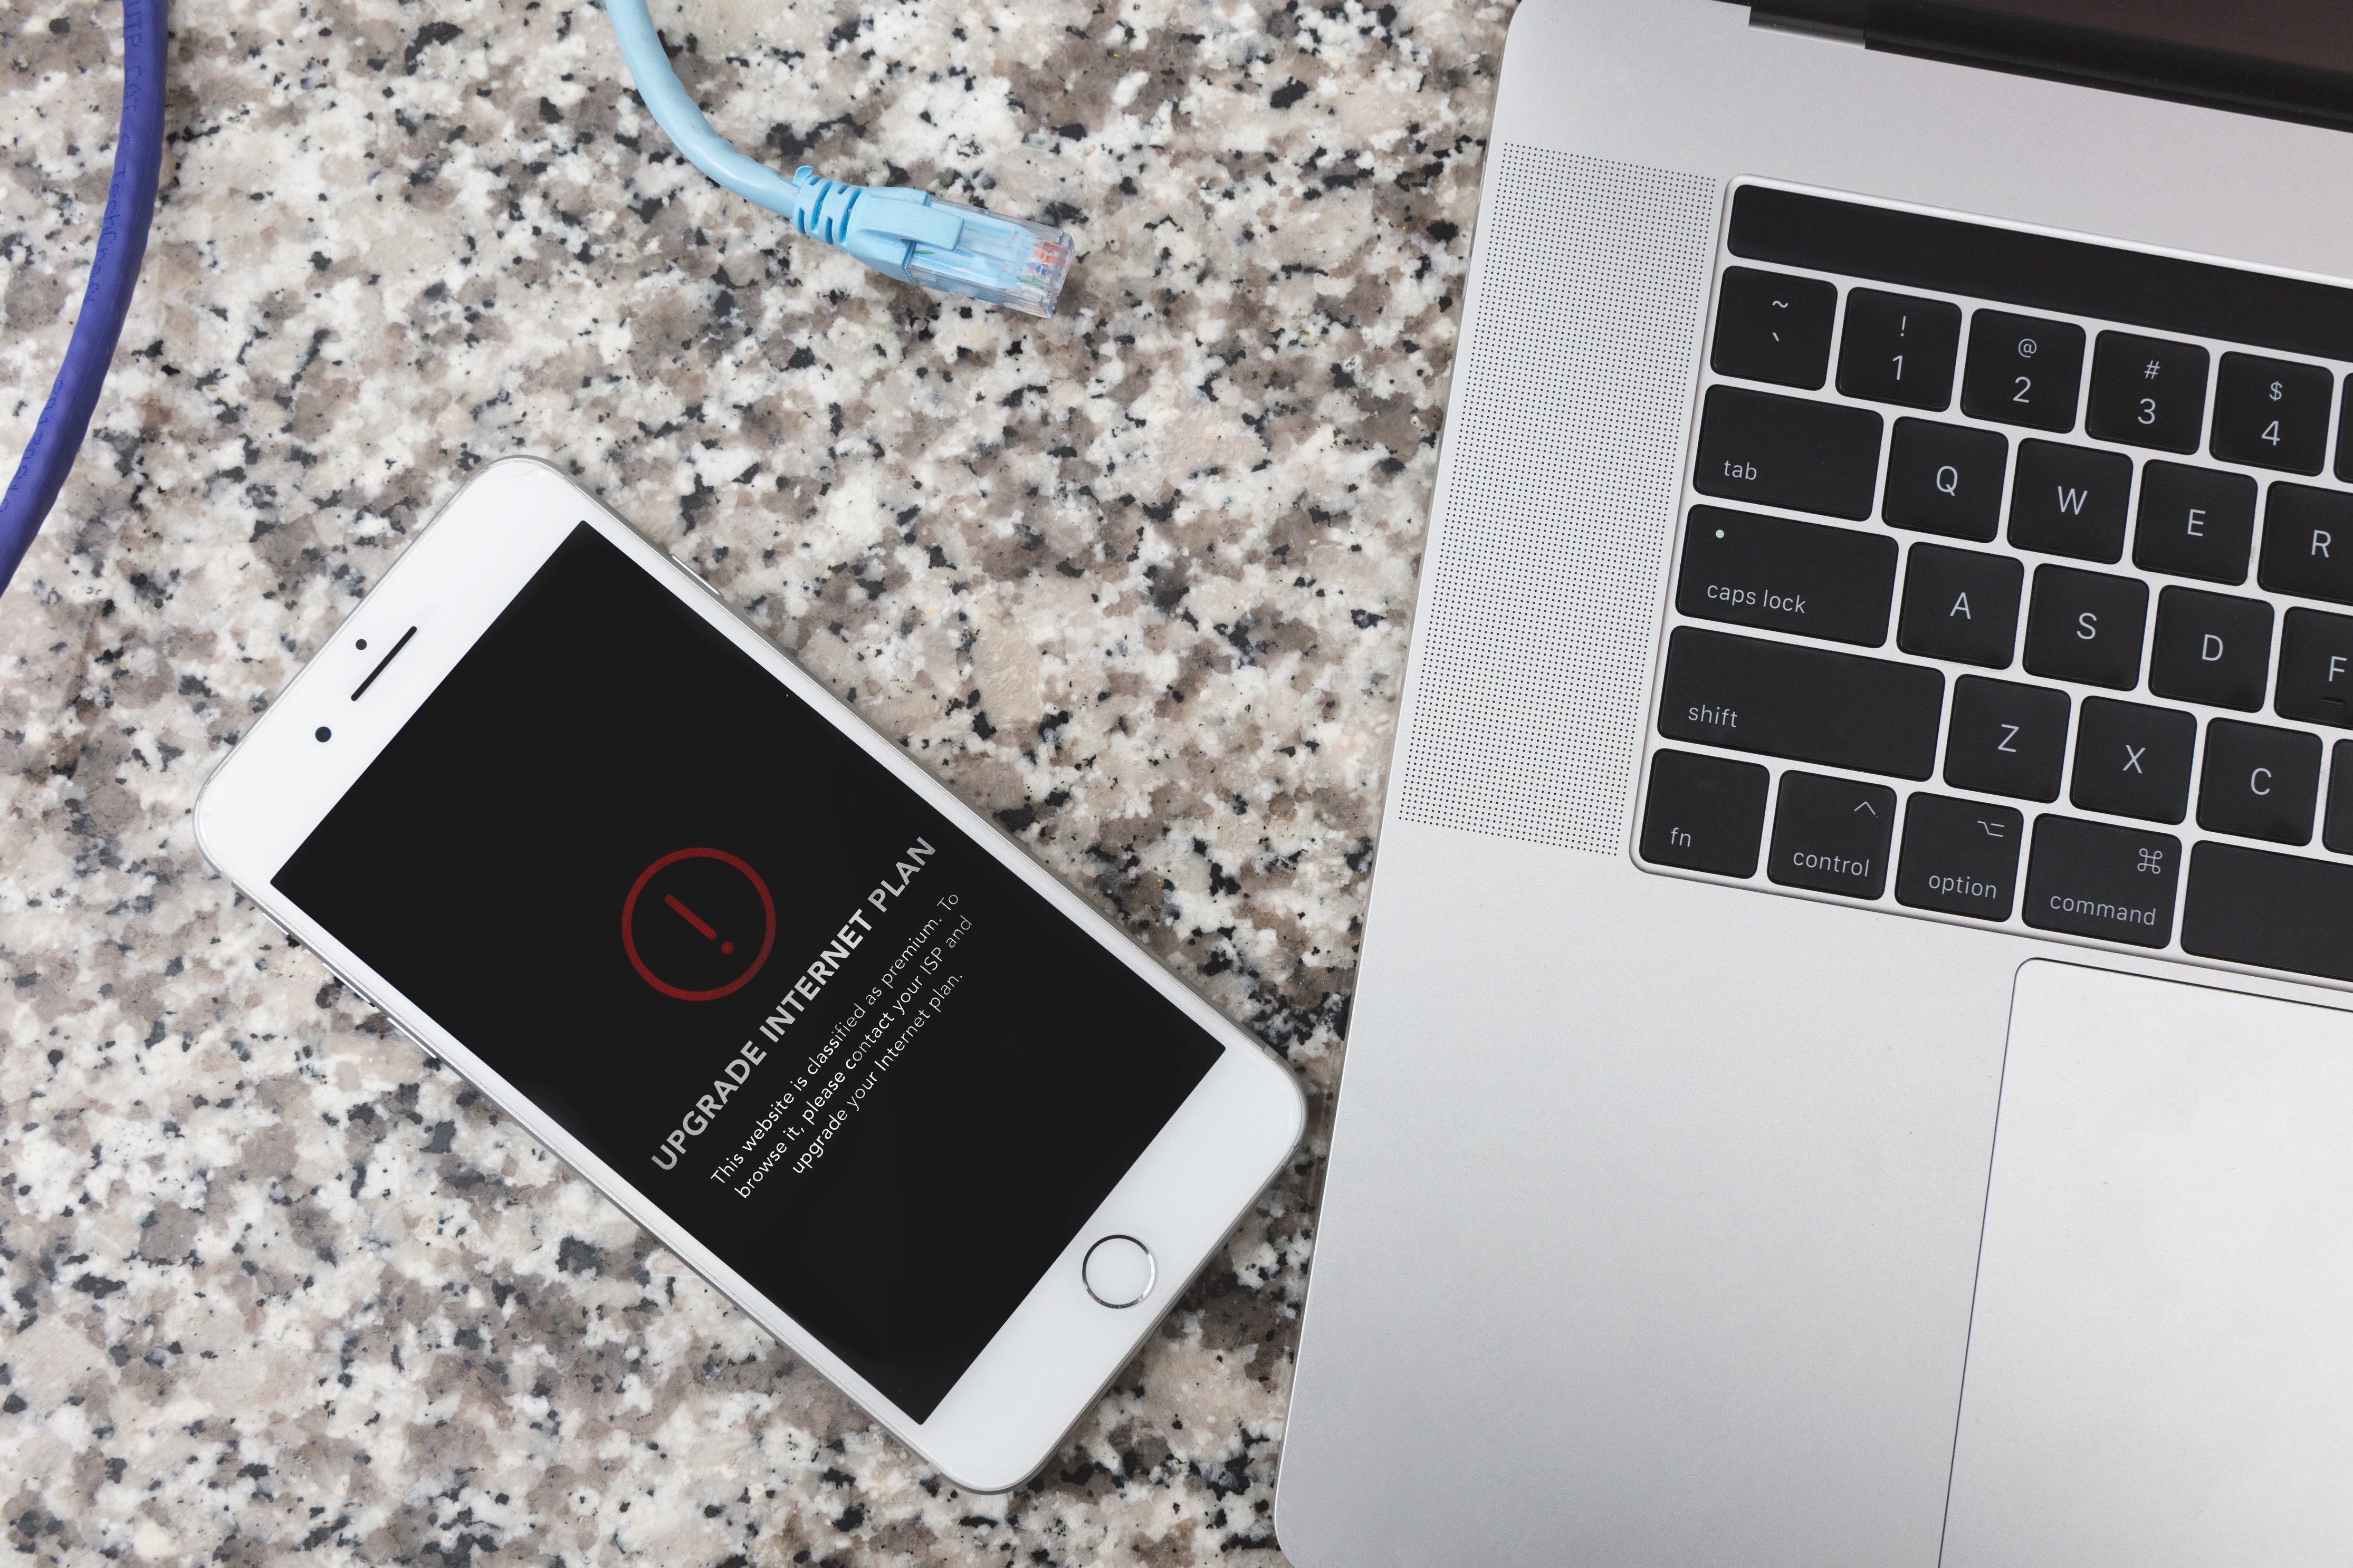 UPGRADE INTERNET PLAN
This website is classified as premium. To
browse it, please contact your ISP and
upgrade your Internet plan.
~
`
!
1
@
2
#
3
$
4
tab
Q
W
E
R
caps lock
A
S
D
F
shift
Z
X
C
fn
control
option
command